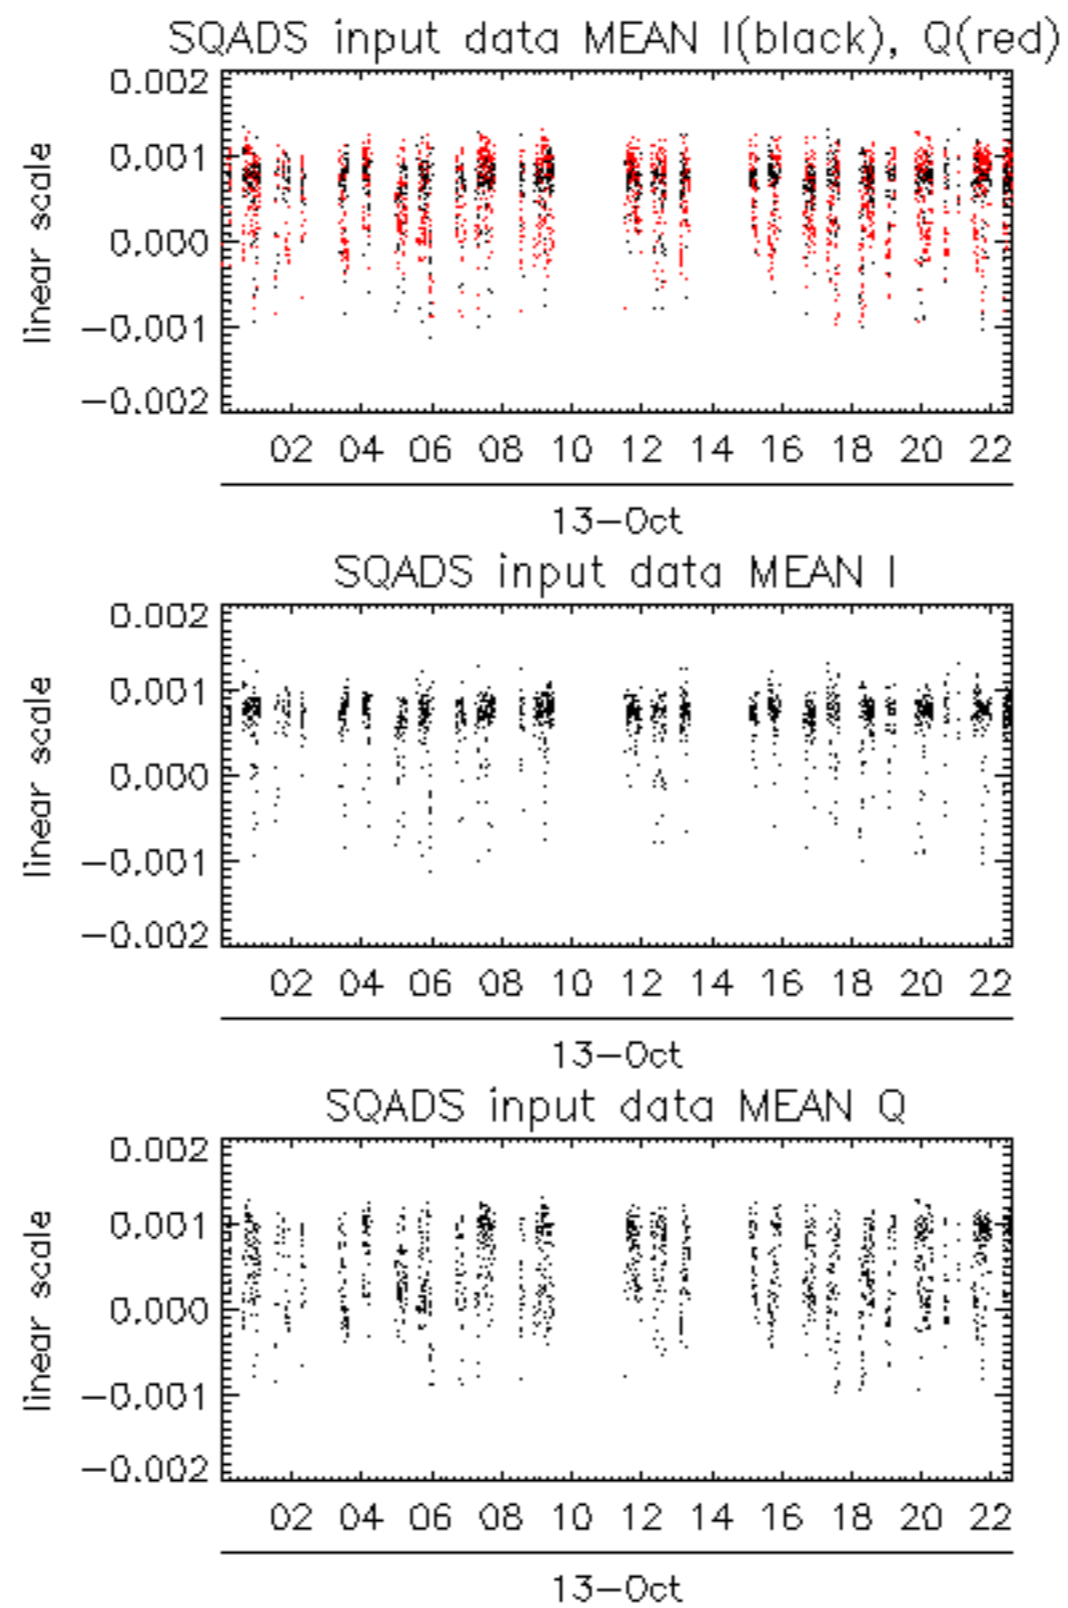 SQADS input data MEAN I(black), Q(red)
0.002
0.001
0.000
−0.001
−0.002
linear scale
02 04 06 08 10 12 14 16 18 20 22
13−Oct
SQADS input data MEAN I
0.002
0.001
0.000
−0.001
−0.002
linear scale
02 04 06 08 10 12 14 16 18 20 22
13−Oct
SQADS input data MEAN Q
0.002
0.001
0.000
−0.001
−0.002
linear scale
02 04 06 08 10 12 14 16 18 20 22
13−Oct